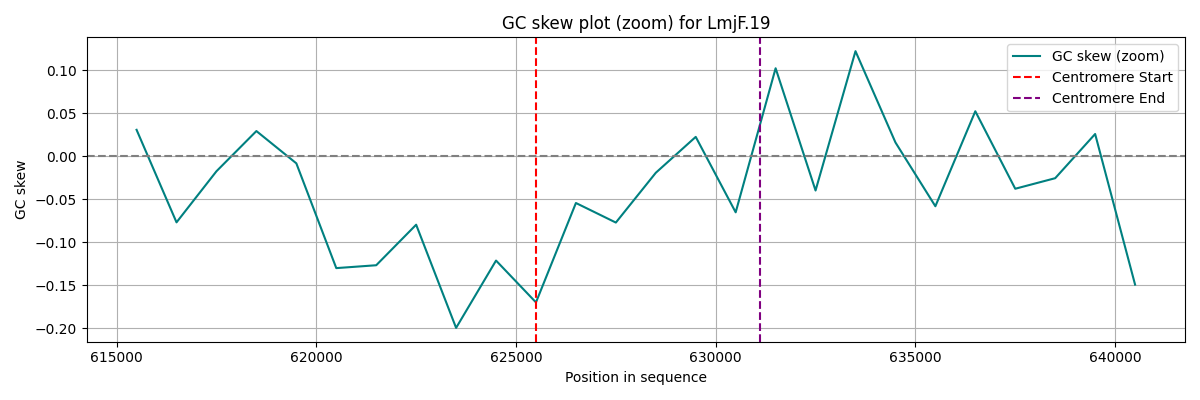 GC skew plot (zoom) for LmjF.19
GC skew (zoom)
Centromere Start
Centromere End
0.10
0.05
0.00
−0.05
−0.10
−0.15
−0.20
GC skew
615000 620000 625000 630000 635000 640000
Position in sequence